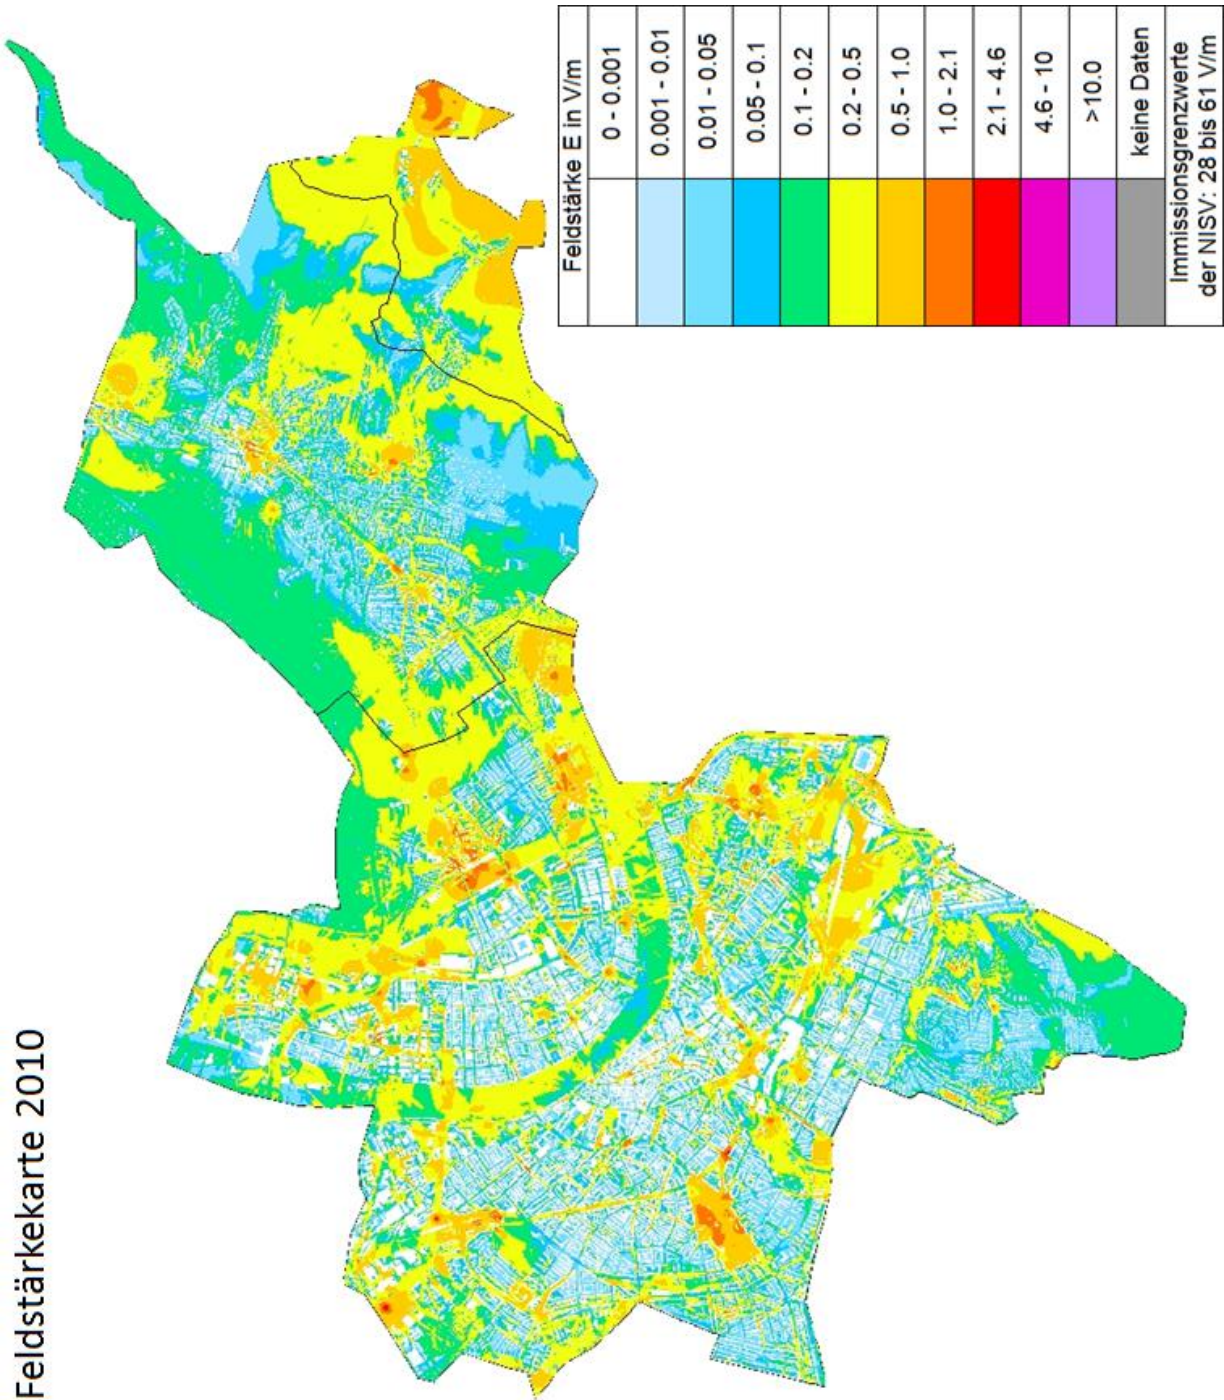 Feldstärkekarte 2010
Feldstärke E in V/m
0 - 0.001
0.001 - 0.01
0.01 - 0.05
0.05 - 0.1
0.1 - 0.2
0.2 - 0.5
0.5 - 1.0
1.0 - 2.1
2.1 - 4.6
4.6 - 10
>10.0
keine Daten
Immissionsgrenzwerte
der NISV: 28 bis 61 V/m